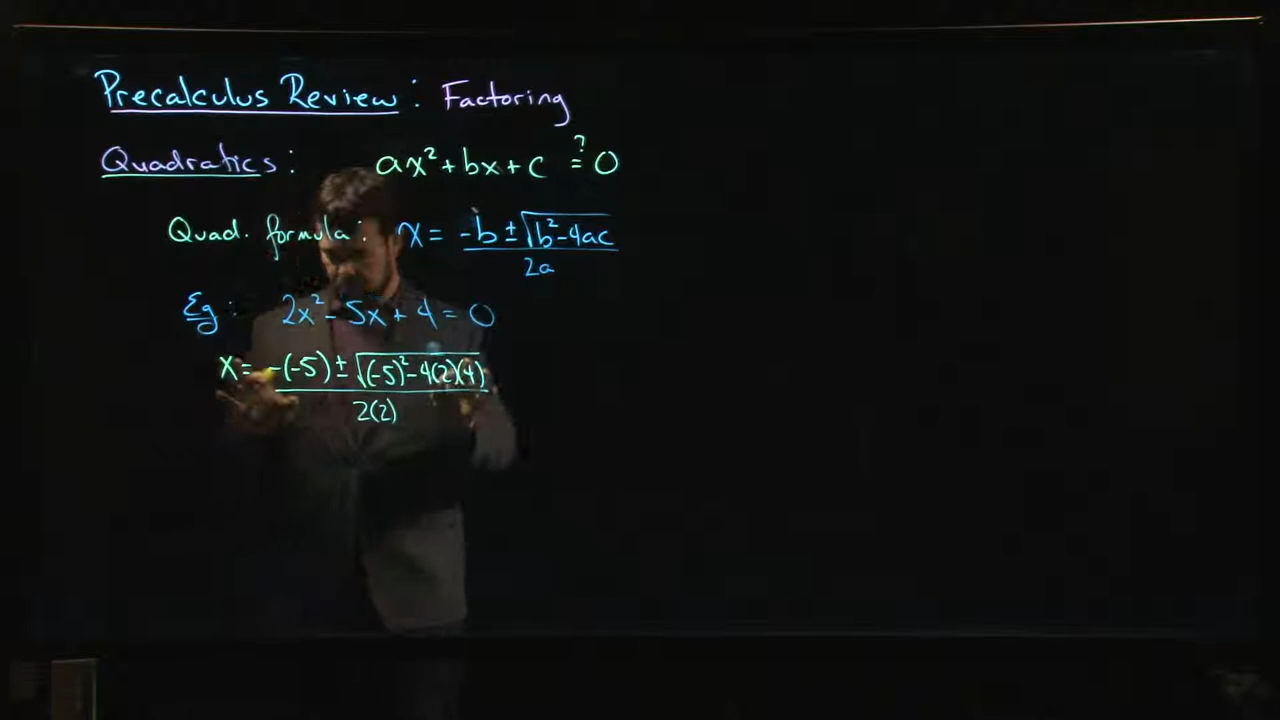 Precalculus Review: Factoring
Quadratics: ax² + bx + c ≟ 0
Quad. formula: x = (-b ± √(b² - 4ac)) / 2a
Eg: 2x² - 5x + 4 = 0
x = (-(-5) ± √((-5)² - 4(2)(4))) / 2(2)